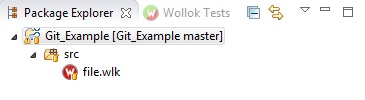 Package Explorer Wollok Tests
Git_Example [Git_Example master]
src
file.wlk